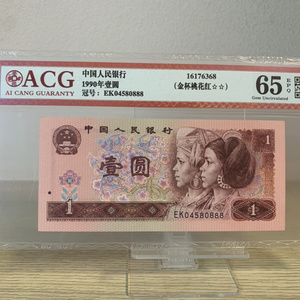 ACG
AI CANG GUARANTY
中国人民银行
1990年壹圆
冠号：EK04580888
16176368
（金杯桃花红☆☆）
65 EPQ
Gem Uncirculated
中国人民银行
1
壹圆
1
EK04580888
1